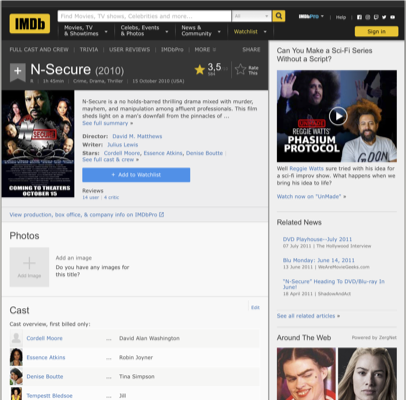 IMDb
Find Movies, TV shows, Celebrities and more...
All
IMDbPro
Help
Movies, TV
& Showtimes
Celebs, Events
& Photos
News &
Community
Watchlist
Sign in
FULL CAST AND CREW | TRIVIA | USER REVIEWS | IMDbPro | MORE
SHARE
N-Secure (2010)
R | 1h 49min | Crime, Drama, Thriller | 15 October 2010 (USA)
3,5
Rate
This
N-Secure is a no holds-barred thrilling drama mixed with murder,
mayhem, and manipulation among affluent professionals. This film
sheds light on a man's downfall from the pinnacles of ...
See full summary »
Director: David M. Matthews
Writer: Julius Lewis
Stars: Cordell Moore, Essence Atkins, Denise Boutte |
See full cast & crew »
+ Add to Watchlist
Reviews
14 user | 4 critic
N SECURE
COMING TO THEATERS
OCTOBER 15
View production, box office, & company info on IMDbPro
Photos
Add Image
Add an image
Do you have any images for
this title?
Cast
Edit
Cast overview, first billed only:
Cordell Moore ... David Alan Washington
Essence Atkins ... Robin Joyner
Denise Boutte ... Tina Simpson
Tempestt Bledsoe ... Jill
Can You Make a Sci-Fi Series
Without a Script?
UNMADE
REGGIE WATTS'
PHASIUM
PROTOCOL
Well Reggie Watts sure tried with his idea for
a sci-fi improv show. What happens when we
bring his idea to life?
Watch now on "UnMade" »
Related News
DVD Playhouse--July 2011
07 July 2011 | The Hollywood Interview
Blu Monday: June 14, 2011
13 June 2011 | WeAreMovieGeeks.com
"N-Secure" Heading To DVD/Blu-ray In
June!
18 April 2011 | ShadowAndAct
See all related articles »
Around The Web
Powered by ZergNet